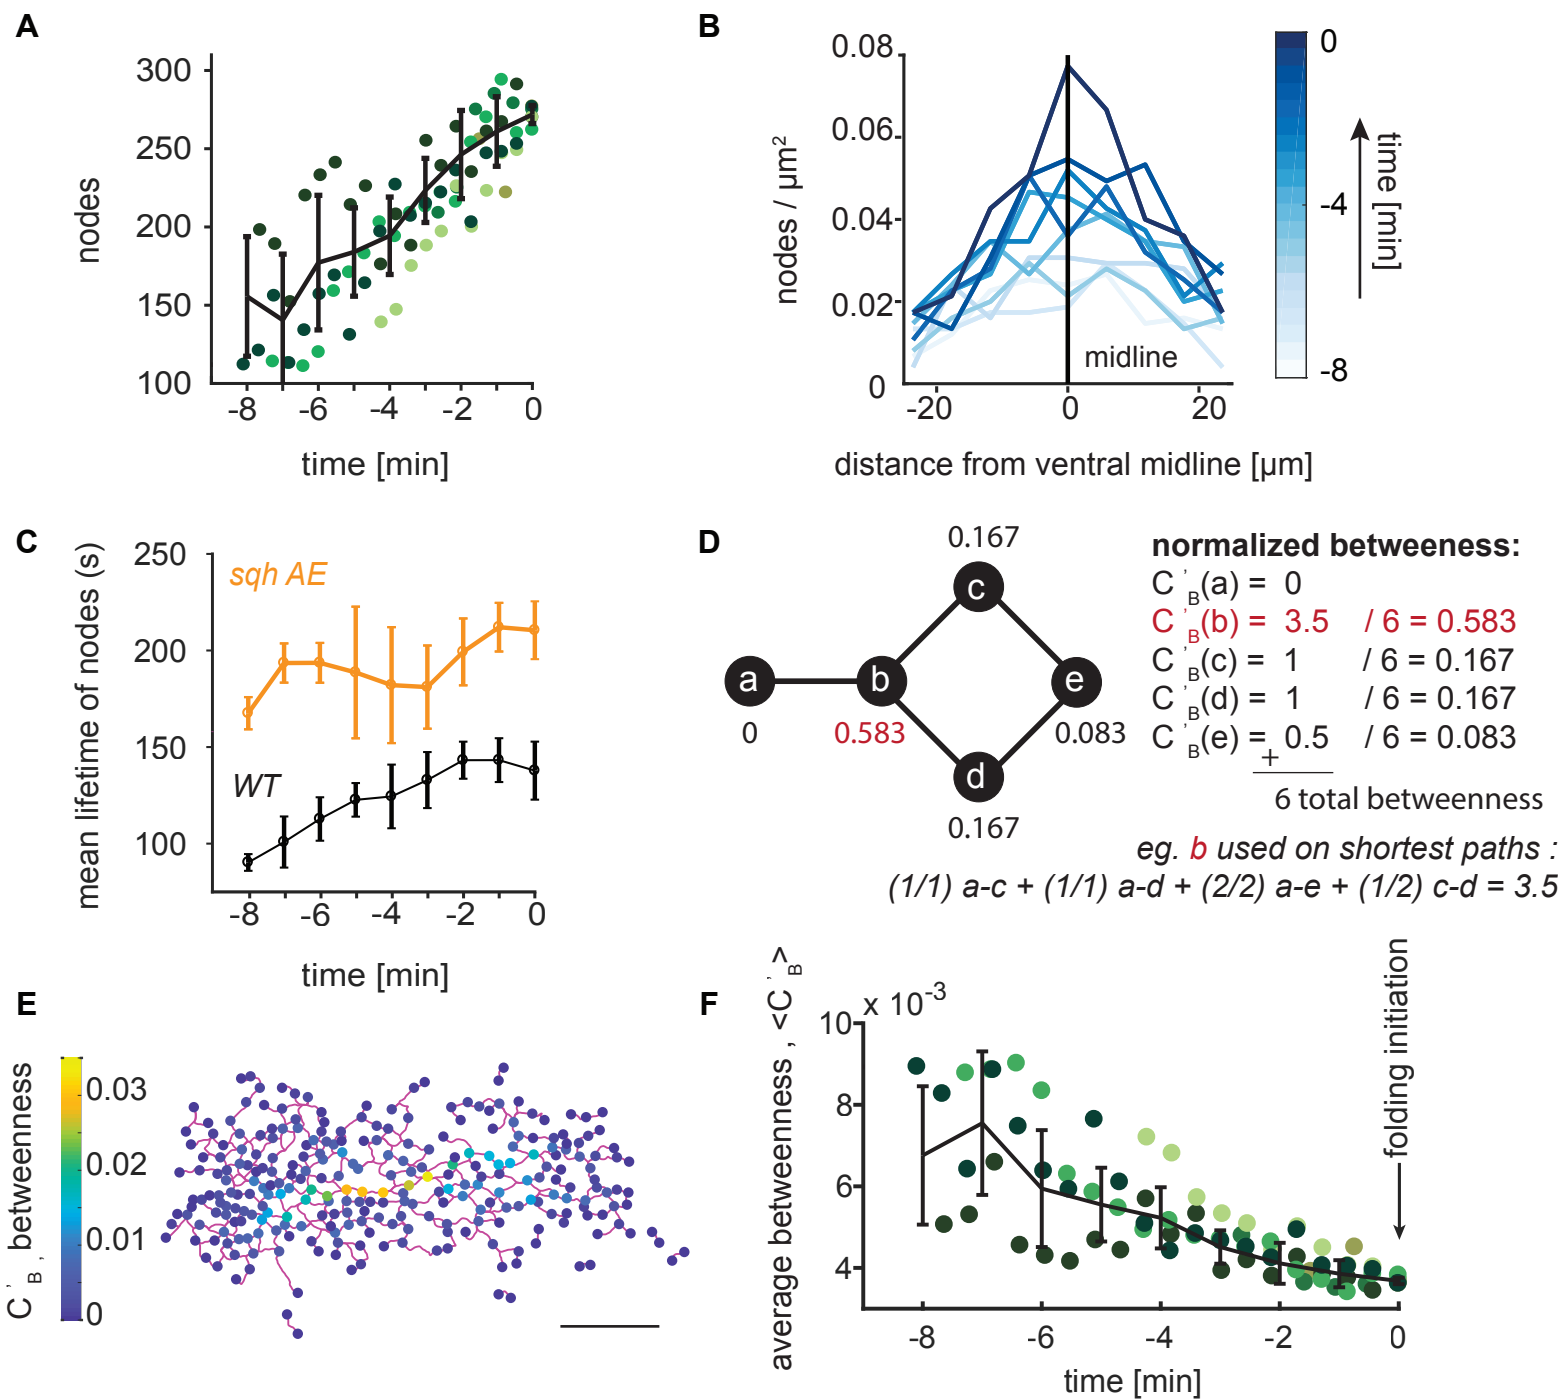 A
300
250
200
150
100
nodes
-8
-6
-4
-2
0
time [min]
B
0.08
0.06
0.04
0.02
0
nodes / µm²
midline
-20
0
20
distance from ventral midline [µm]
0
-4
-8
time [min]
C
250
200
150
100
mean lifetime of nodes (s)
sqh AE
WT
-8
-6
-4
-2
0
time [min]
D
0.167
c
a
b
e
0
0.583
0.083
d
0.167
normalized betweeness:
C'B(a) = 0
C'B(b) = 3.5 / 6 = 0.583
C'B(c) = 1 / 6 = 0.167
C'B(d) = 1 / 6 = 0.167
C'B(e) = 0.5 / 6 = 0.083
+
6 total betweenness
eg. b used on shortest paths :
(1/1) a-c + (1/1) a-d + (2/2) a-e + (1/2) c-d = 3.5
E
C'B, betweenness
0.03
0.02
0.01
0
F
average betweenness , <C'B>
x 10-3
10
8
6
4
folding initiation
-8
-6
-4
-2
0
time [min]